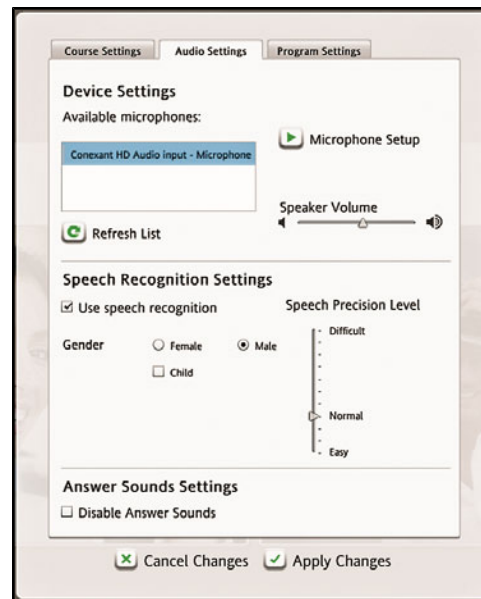 Course Settings
Audio Settings
Program Settings
Device Settings
Available microphones:
Conexant HD Audio input - Microphone
Microphone Setup
Speaker Volume
Refresh List
Speech Recognition Settings
Use speech recognition
Speech Precision Level
Gender
Female
Male
Child
Difficult
Normal
Easy
Answer Sounds Settings
Disable Answer Sounds
Cancel Changes
Apply Changes